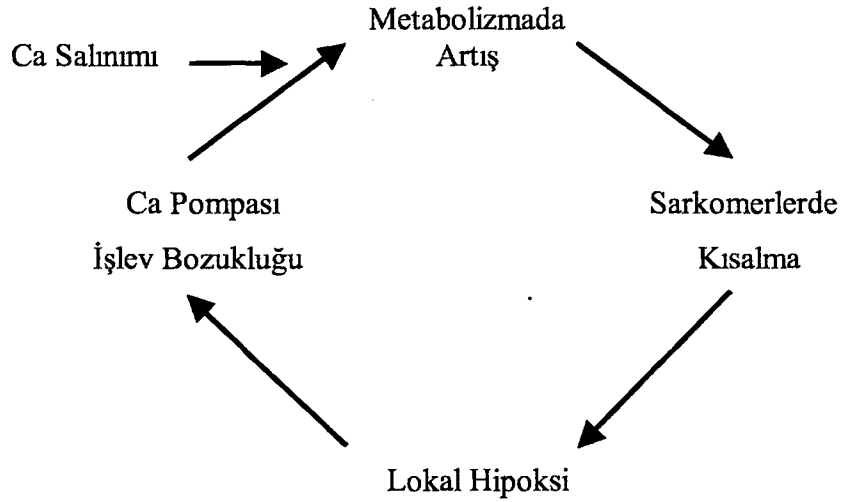 Metabolizmada
Artış
Ca Salınımı
Ca Pompası
İşlev Bozukluğu
Sarkomerlerde
Kısalma
Lokal Hipoksi